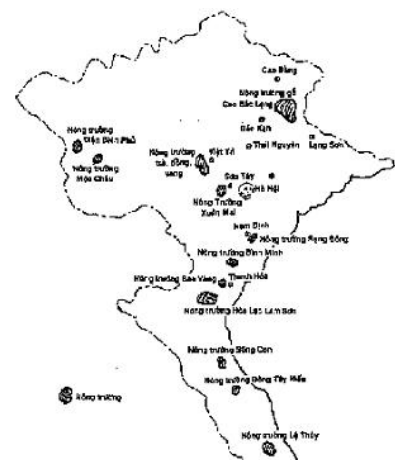 Cao Bằng
Nông trường gỗ
Cao Bắc Lạng
Bắc Kạn
Thái Nguyên
Lạng Sơn
Nông trường
Điện Biên Phủ
Nông trường
Mộc Châu
Nông trường
Việt Trì
Sơn Tây
Hà Nội
Nông Trường
Xuân Mai
Nam Định
Nông trường Rạng Đông
Nông trường Bình Minh
Nông trường Sao Vàng
Thanh Hóa
Nông trường Hòa Lạc Lam Sơn
Nông trường Sông Con
Nông trường Đông Tây Hiếu
Nông trường
Nông trường Lệ Thủy